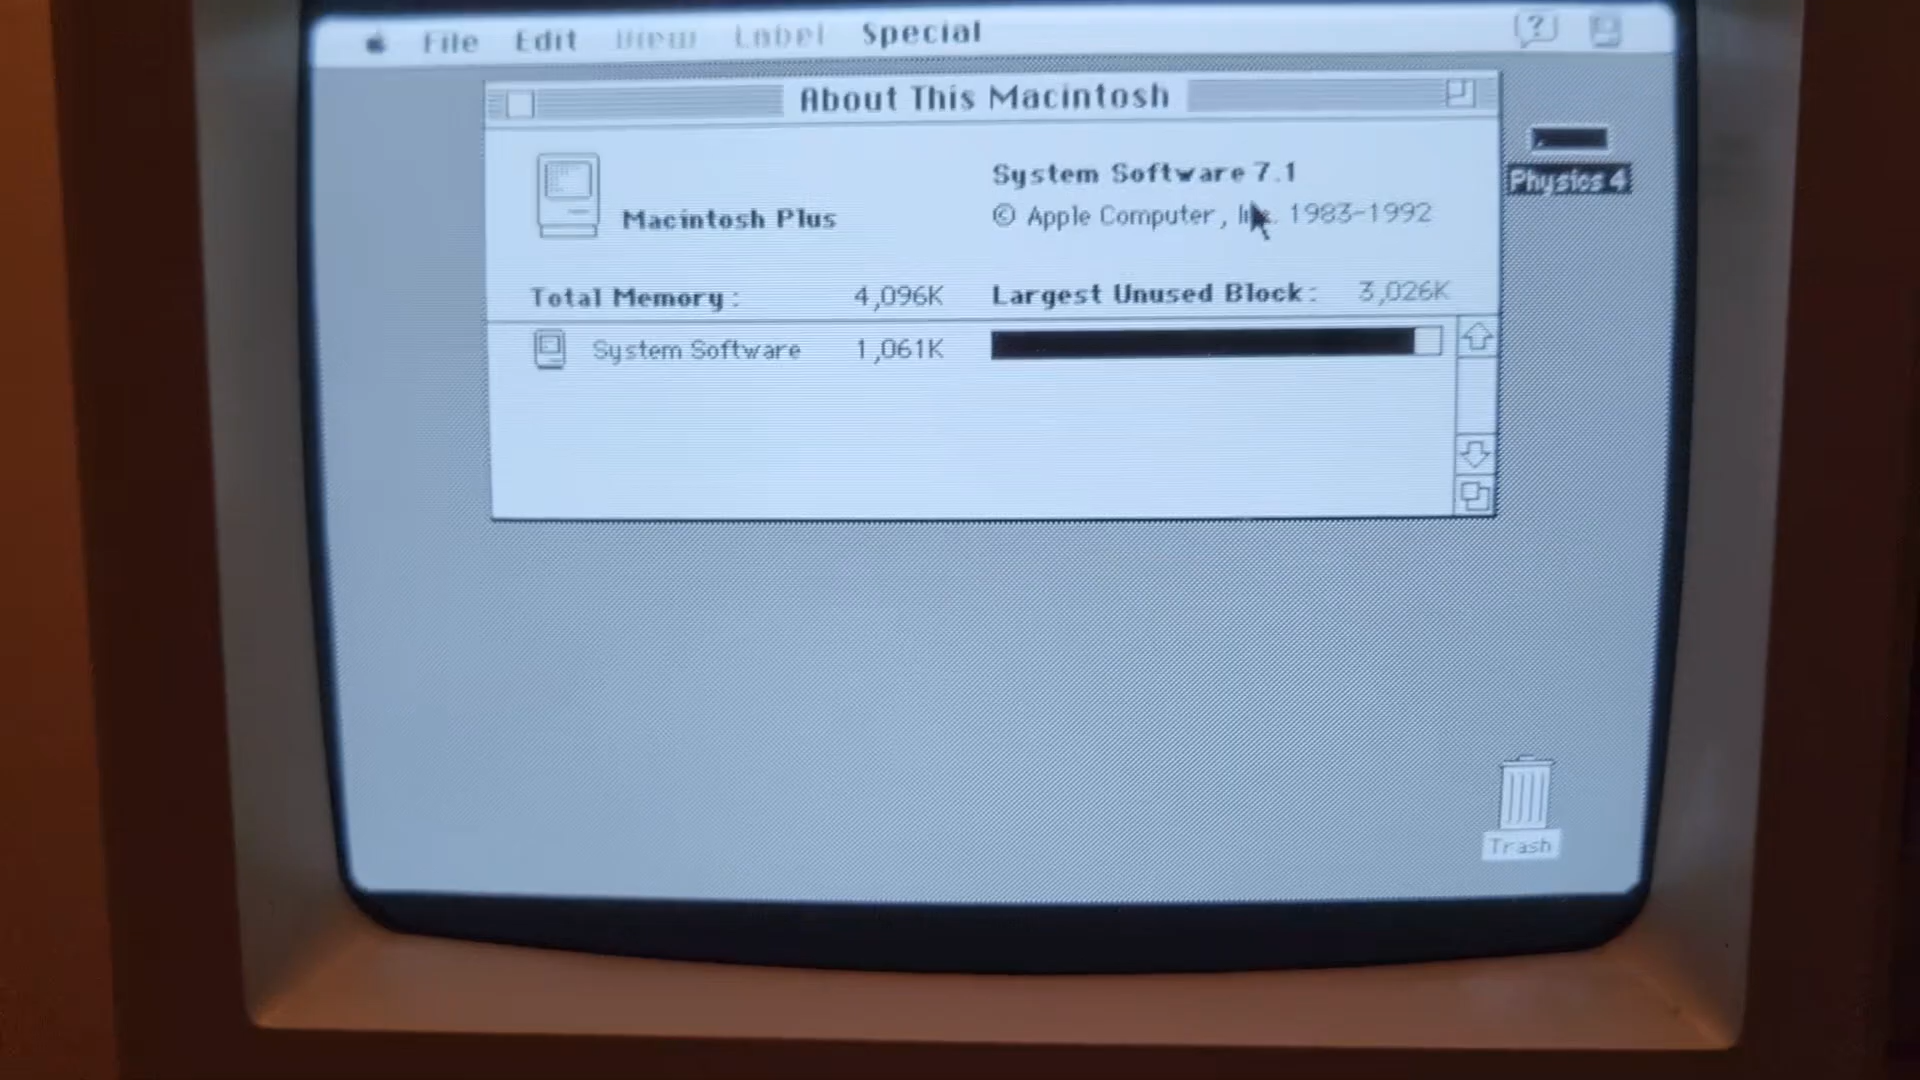 File Edit View Label Special
About This Macintosh
System Software 7.1
Macintosh Plus
© Apple Computer, Inc. 1983-1992
Total Memory: 4,096K Largest Unused Block: 3,026K
System Software 1,061K
Physics 4
Trash